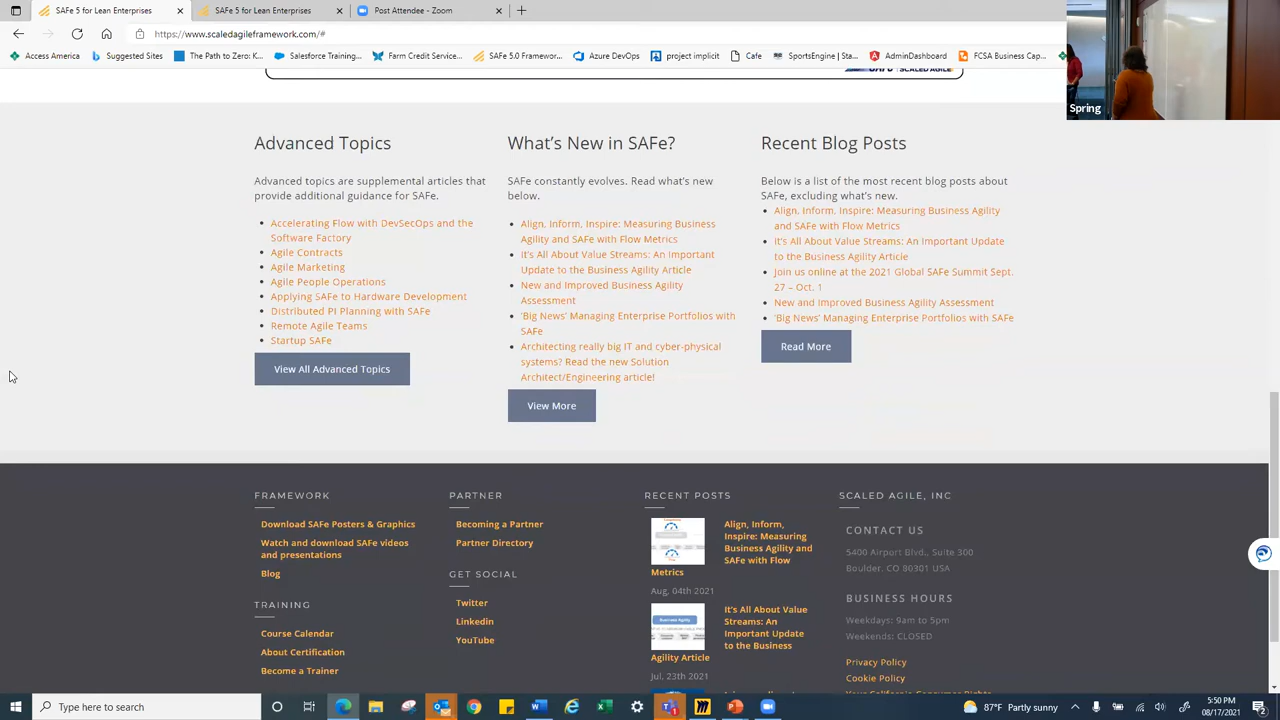 SAFe 5 for Lean Enterprises
SAFe 5 for Lean Enterprises
Post Attendee - Zoom
https://www.scaledagileframework.com/#
Access America
Suggested Sites
The Path to Zero: K...
Salesforce Training...
Farm Credit Service...
SAFe 5.0 Framework...
Azure DevOps
project implicit
Cafe
SportsEngine | Sta...
AdminDashboard
FCSA Business Cap...
Spring
SCALED AGILE
Advanced Topics
Advanced topics are supplemental articles that
provide additional guidance for SAFe.
Accelerating Flow with DevSecOps and the
Software Factory
Agile Contracts
Agile Marketing
Agile People Operations
Applying SAFe to Hardware Development
Distributed PI Planning with SAFe
Remote Agile Teams
Startup SAFe
View All Advanced Topics
What's New in SAFe?
SAFe constantly evolves. Read what's new
below.
Align, Inform, Inspire: Measuring Business
Agility and SAFe with Flow Metrics
It's All About Value Streams: An Important
Update to the Business Agility Article
New and Improved Business Agility
Assessment
'Big News' Managing Enterprise Portfolios with
SAFe
Architecting really big IT and cyber-physical
systems? Read the new Solution
Architect/Engineering article!
View More
Recent Blog Posts
Below is a list of the most recent blog posts about
SAFe, excluding what's new.
Align, Inform, Inspire: Measuring Business Agility
and SAFe with Flow Metrics
It's All About Value Streams: An Important Update
to the Business Agility Article
Join us online at the 2021 Global SAFe Summit Sept.
27 – Oct. 1
New and Improved Business Agility Assessment
'Big News' Managing Enterprise Portfolios with SAFe
Read More
FRAMEWORK
Download SAFe Posters & Graphics
Watch and download SAFe videos
and presentations
Blog
TRAINING
Course Calendar
About Certification
Become a Trainer
PARTNER
Becoming a Partner
Partner Directory
GET SOCIAL
Twitter
Linkedin
YouTube
RECENT POSTS
Align, Inform,
Inspire: Measuring
Business Agility and
SAFe with Flow
Metrics
Aug, 04th 2021
Business Agility
It's All About Value
Streams: An
Important Update
to the Business
Agility Article
Jul, 23th 2021
SCALED AGILE, INC
CONTACT US
5400 Airport Blvd., Suite 300
Boulder, CO 80301 USA
BUSINESS HOURS
Weekdays: 9am to 5pm
Weekends: CLOSED
Privacy Policy
Cookie Policy
Your California Consumer Rights
Type here to search
87°F Partly sunny
5:50 PM
08/17/2021
2